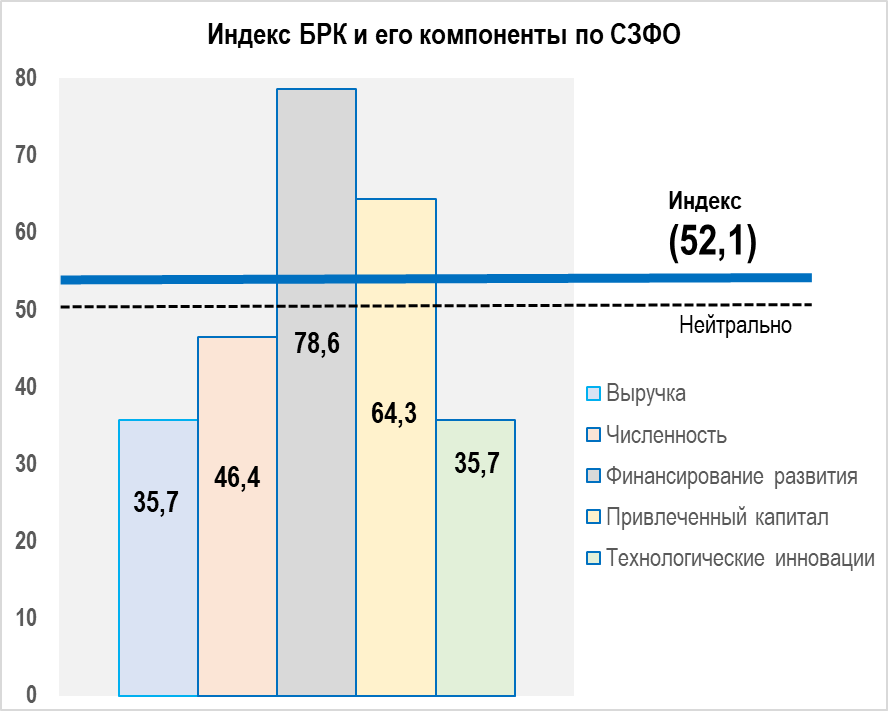 Индекс БРК и его компоненты по СЗФО
80
70
60
50
40
30
20
10
0
Индекс
(52,1)
Нейтрально
35,7
46,4
78,6
64,3
35,7
Выручка
Численность
Финансирование развития
Привлеченный капитал
Технологические инновации